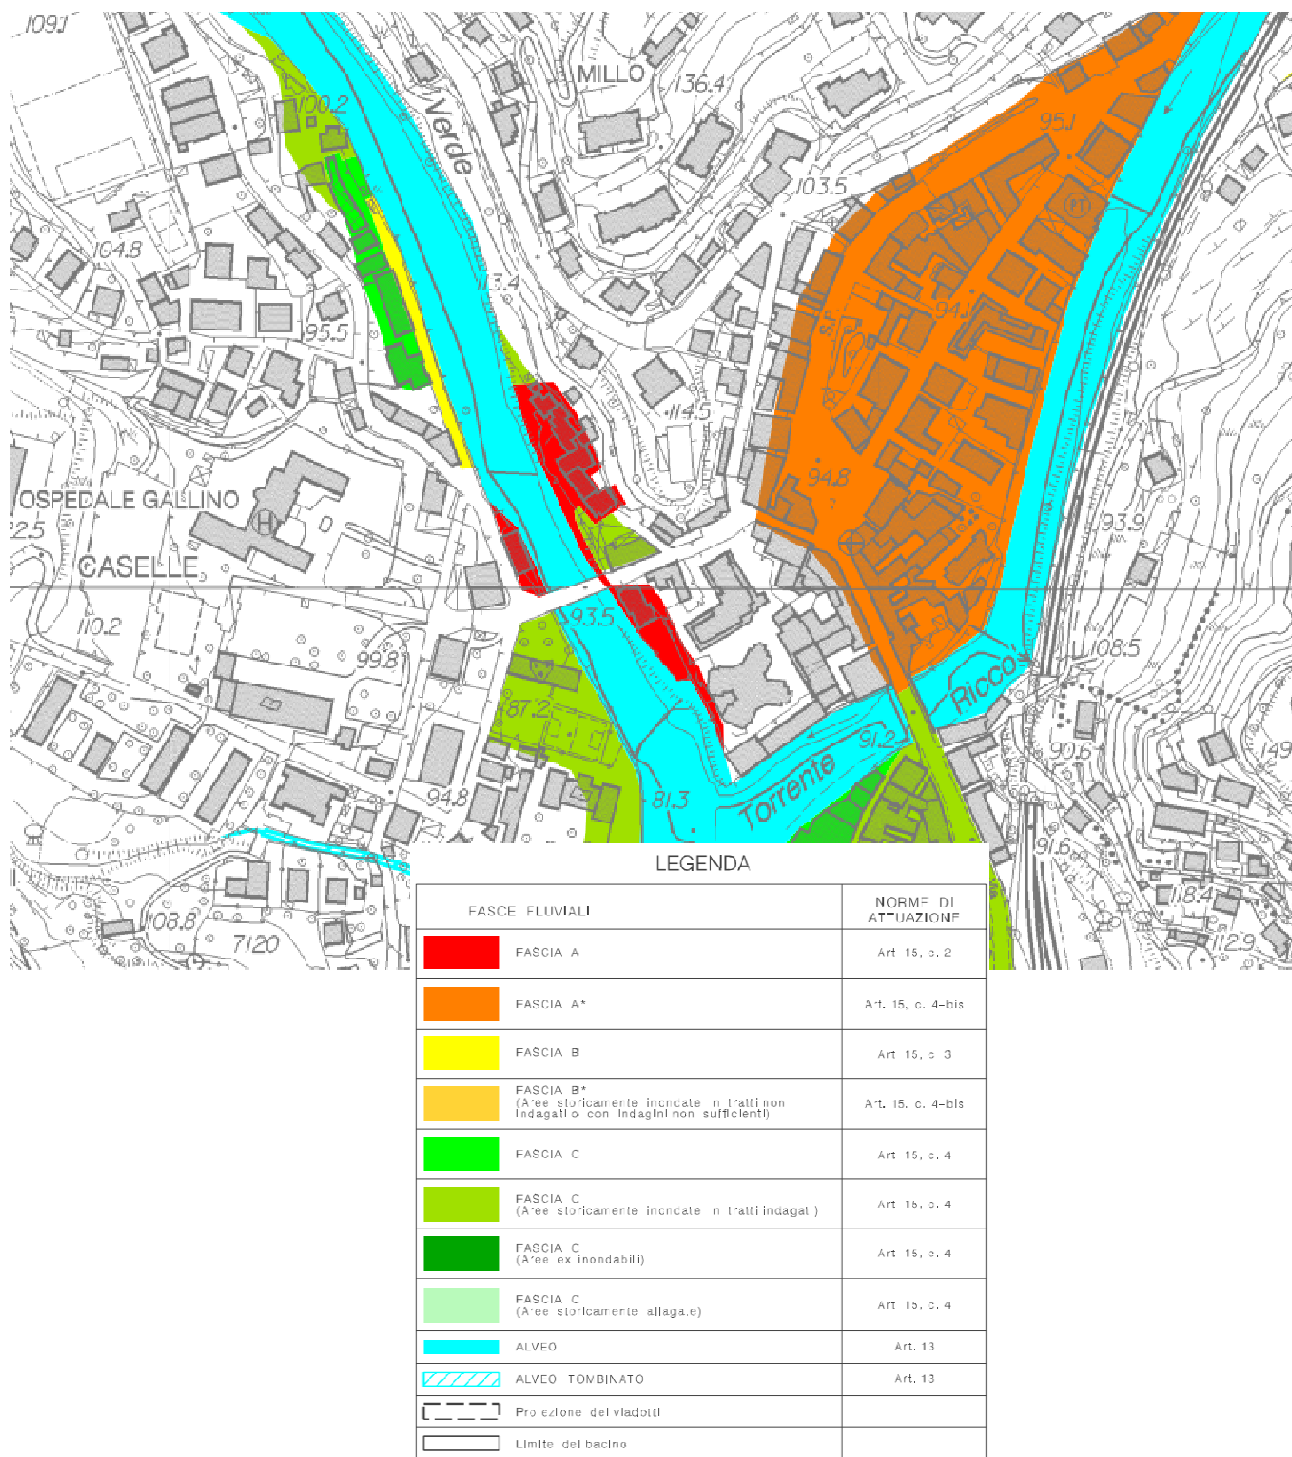 109.1
MILLO
136.4
100.2
Verde
95.1
103.5
PT
104.8
113.4
94.1
95.5
114.5
94.8
OSPEDALE GALLINO
H
93.9
22.5
CASELLE
93.5
110.2
99.8
108.5
Ricco'
87.2
91.2
90.6
149
Torrente
94.8
81.3
91.6
118.4
108.8
7120
112.9
LEGENDA
FASCE FLUVIALI
NORME DI
ATTUAZIONE
FASCIA A
Art 15, c. 2
FASCIA A*
Art. 15, c. 4-bis
FASCIA B
Art 15, c 3
FASCIA B*
(Aree storicamente inondate in tratti non
indagati o con indagini non sufficienti)
Art. 15, c. 4-bis
FASCIA C
Art 15, c. 4
FASCIA C
(Aree storicamente inondate in tratti indagati)
Art 15, c. 4
FASCIA C
(Aree ex inondabili)
Art 15, c. 4
FASCIA C
(Aree storicamente allagate)
Art 15, c. 4
ALVEO
Art. 13
ALVEO TOMBINATO
Art. 13
Proiezione dei viadotti
Limite del bacino